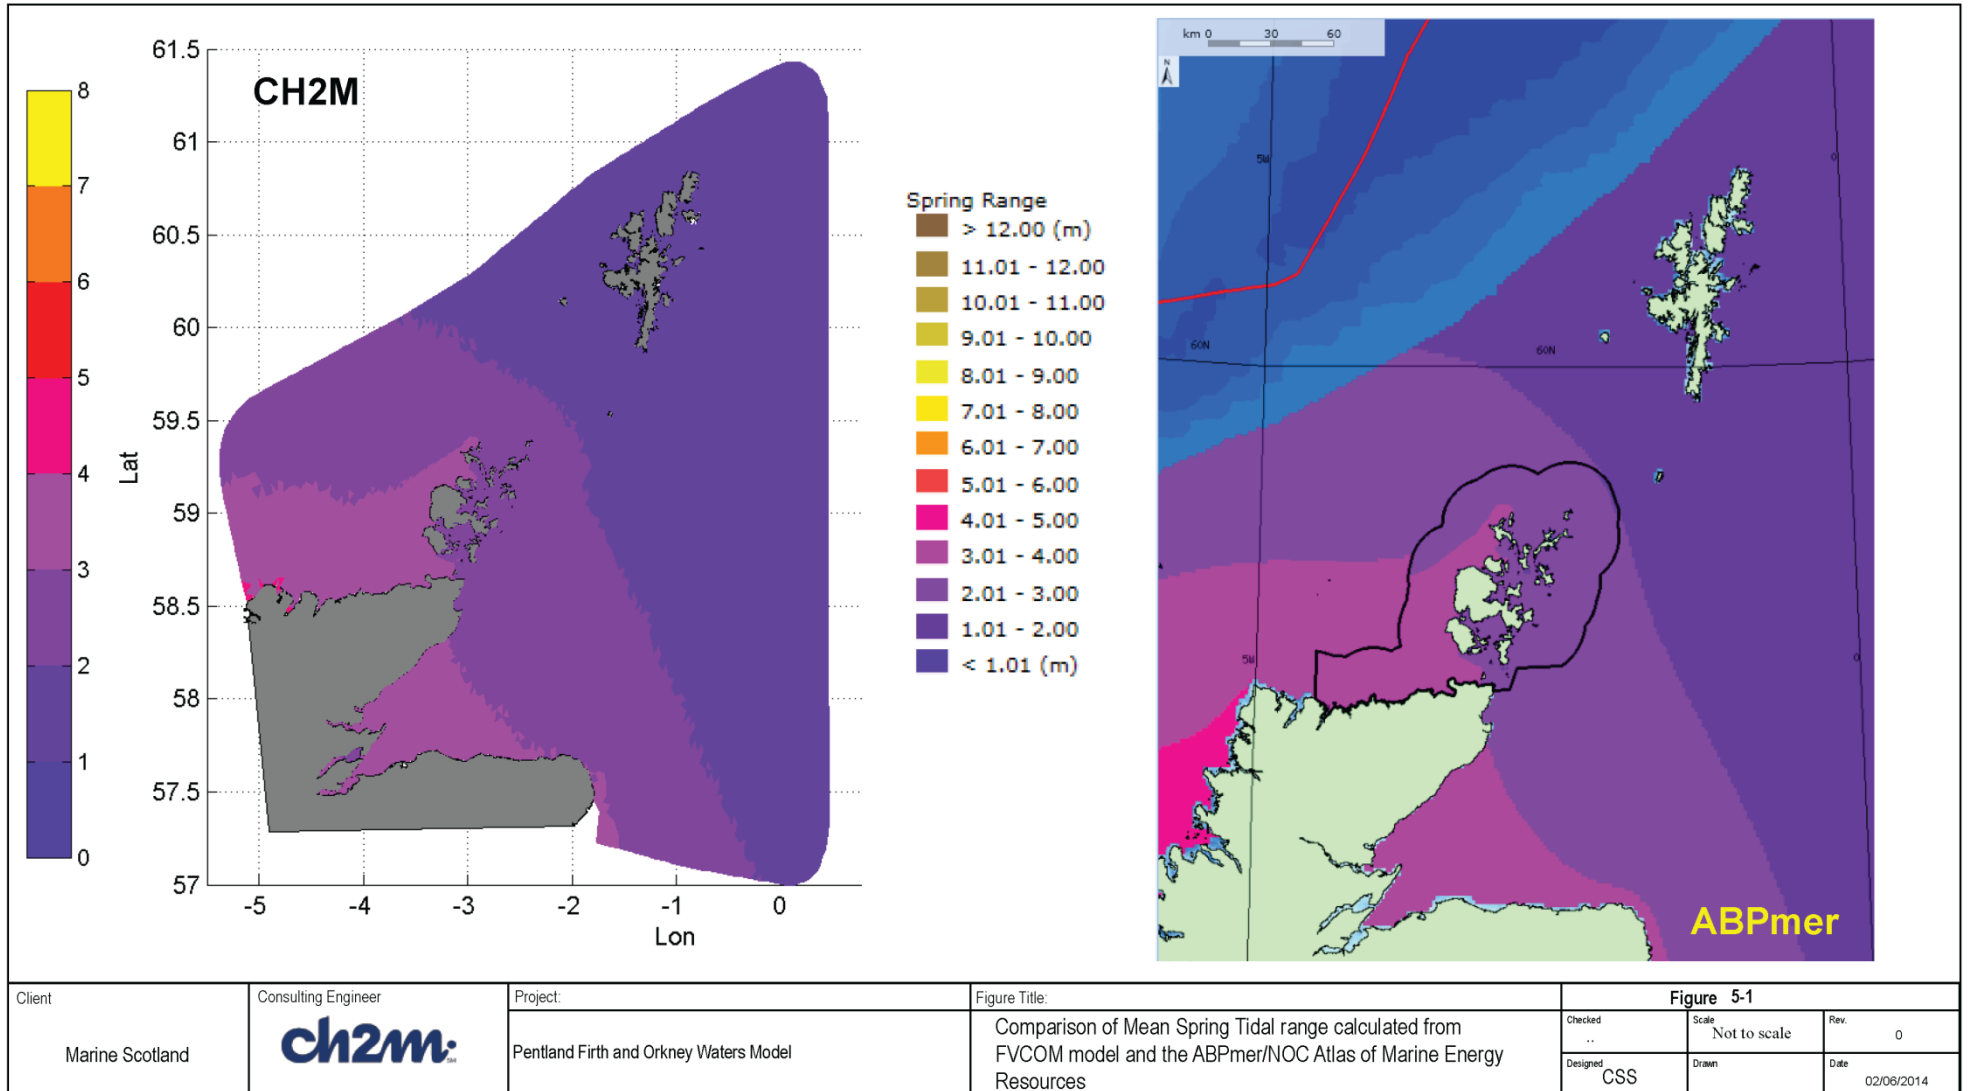 CH2M
61.5
61
60.5
60
59.5
59
58.5
58
57.5
57
Lat
-5
-4
-3
-2
-1
0
Lon
8
7
6
5
4
3
2
1
0
Spring Range
> 12.00 (m)
11.01 - 12.00
10.01 - 11.00
9.01 - 10.00
8.01 - 9.00
7.01 - 8.00
6.01 - 7.00
5.01 - 6.00
4.01 - 5.00
3.01 - 4.00
2.01 - 3.00
1.01 - 2.00
< 1.01 (m)
km 0 30 60
N
5W
0
60N
60N
5W
0
ABPmer
Client
Marine Scotland
Consulting Engineer
ch2m:
SM
Project:
Pentland Firth and Orkney Waters Model
Figure Title:
Comparison of Mean Spring Tidal range calculated from
FVCOM model and the ABPmer/NOC Atlas of Marine Energy
Resources
Figure 5-1
Checked
..
Scale
Not to scale
Rev.
0
Designed
CSS
Drawn
Date
02/06/2014